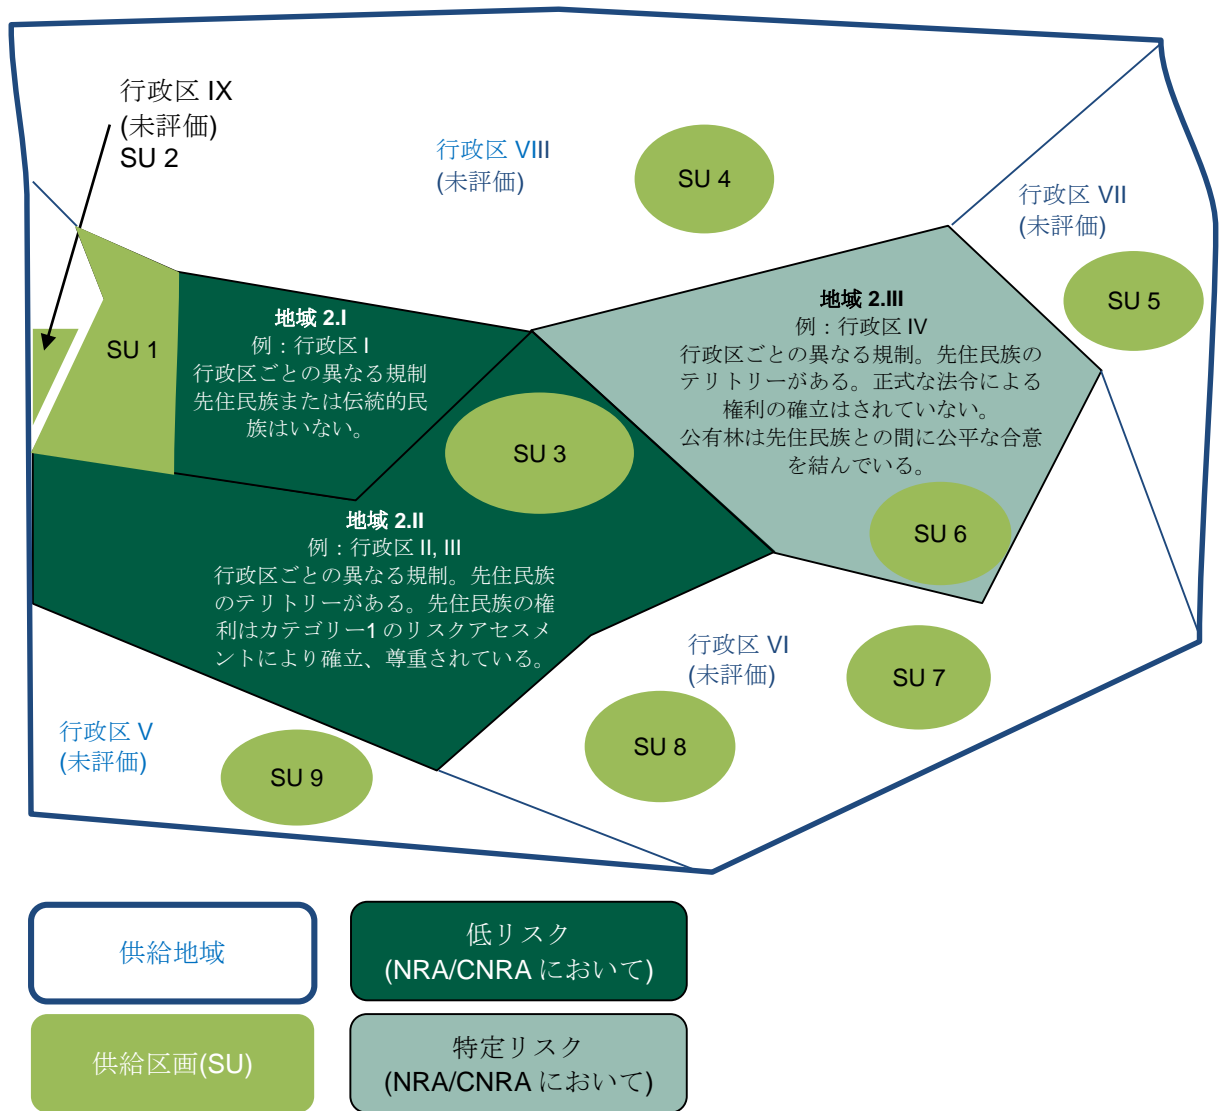 行政区 IX
(未評価)
SU 2
行政区 VIII
(未評価)
SU 4
行政区 VII
(未評価)
SU 5
SU 1
地域 2.I
例：行政区 I
行政区ごとの異なる規制
先住民族または伝統的民
族はいない。
地域 2.III
例：行政区 IV
行政区ごとの異なる規制。先住民族の
テリトリーがある。正式な法令による
権利の確立はされていない。
公有林は先住民族との間に公平な合意
を結んでいる。
SU 3
SU 6
地域 2.II
例：行政区 II, III
行政区ごとの異なる規制。先住民族
のテリトリーがある。先住民族の権
利はカテゴリー1 のリスクアセスメ
ントにより確立、尊重されている。
行政区 VI
(未評価)
SU 7
SU 8
行政区 V
(未評価)
SU 9
供給地域
低リスク
(NRA/CNRA において)
供給区画(SU)
特定リスク
(NRA/CNRA において)